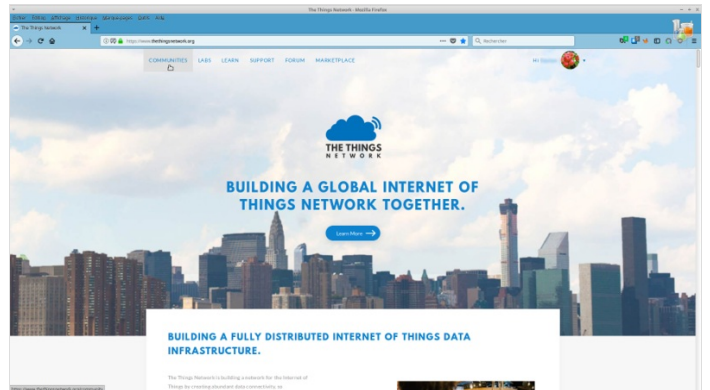 The Things Network - Mozilla Firefox
The Things Network
https://www.thethingsnetwork.org
Rechercher
COMMUNITIES LABS LEARN SUPPORT FORUM MARKETPLACE
Hi
THE THINGS
NETWORK
BUILDING A GLOBAL INTERNET OF
THINGS NETWORK TOGETHER.
Learn More
BUILDING A FULLY DISTRIBUTED INTERNET OF THINGS DATA
INFRASTRUCTURE.
The Things Network is building a network for the Internet of
Things by creating abundant data connectivity, so